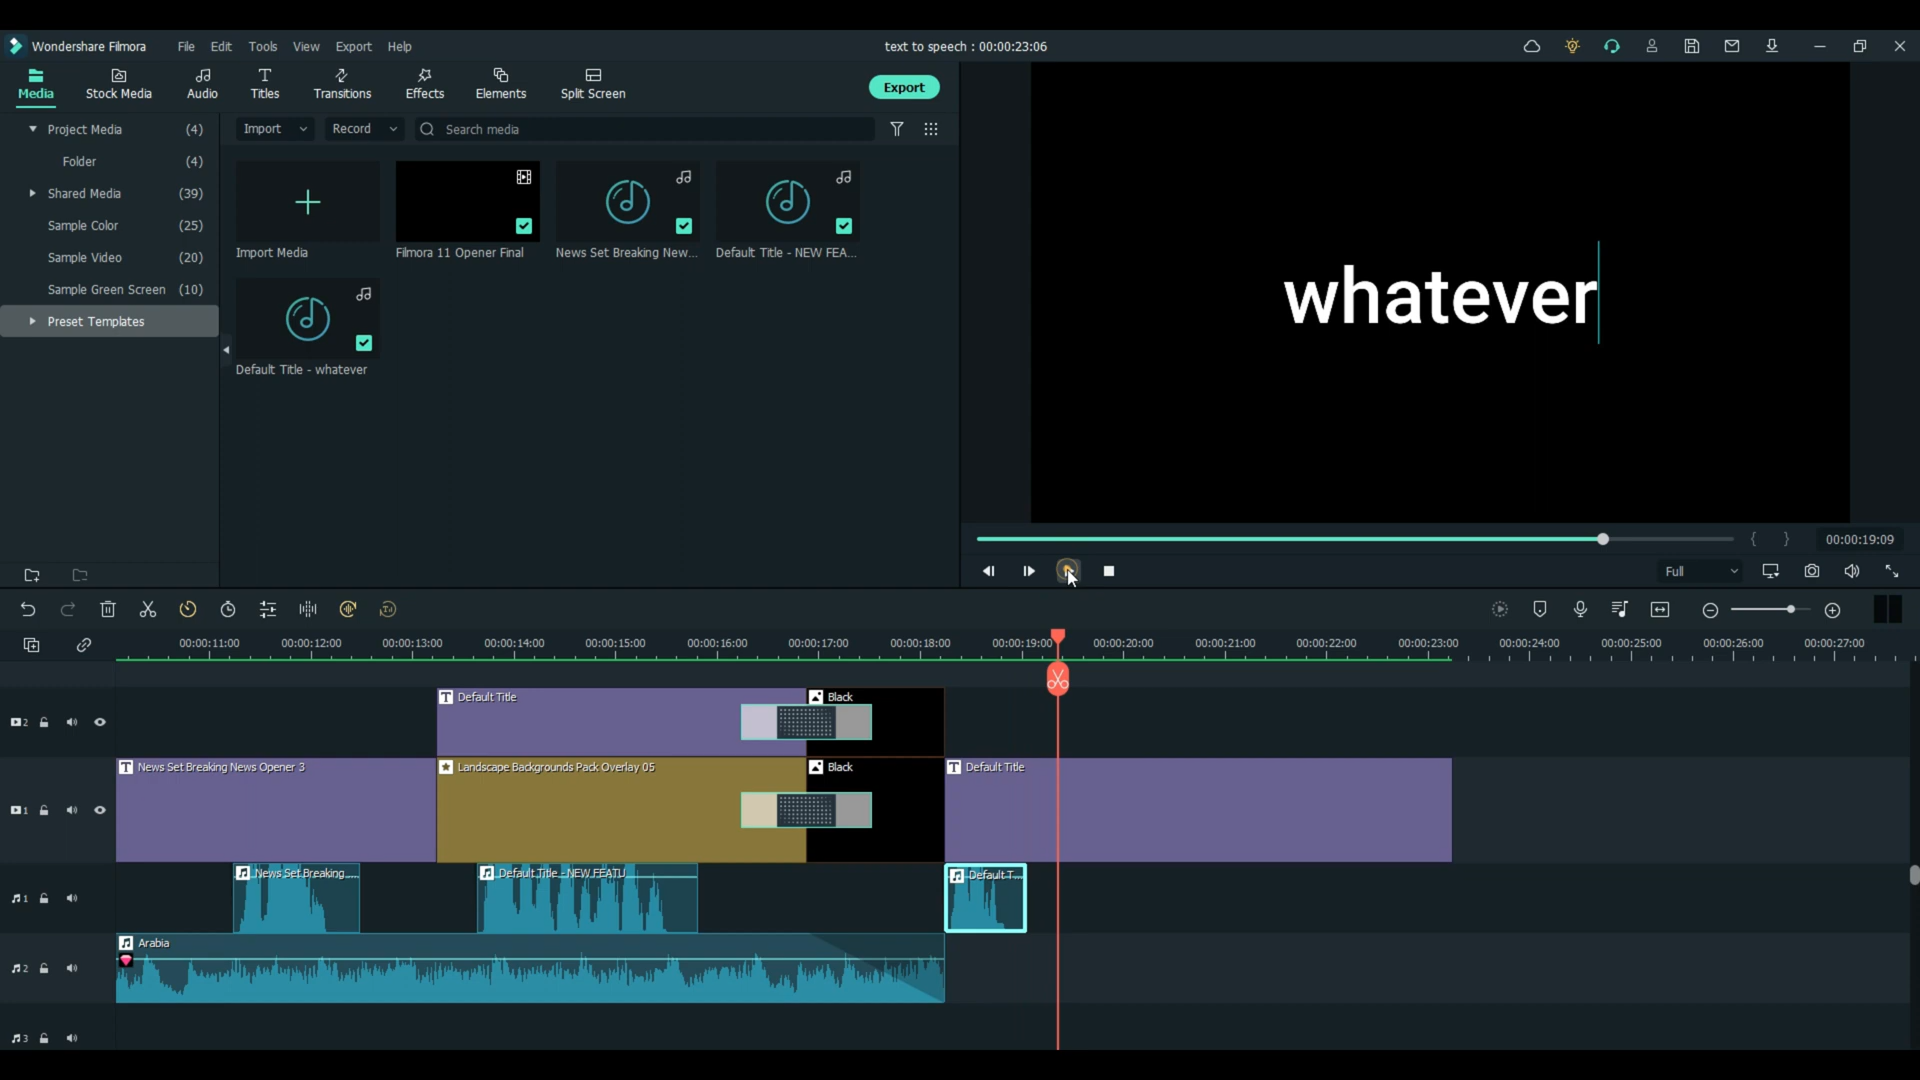 Wondershare Filmora File Edit Tools View Export Help text to speech : 00:00:23:06
Media Stock Media Audio Titles Transitions Effects Elements Split Screen Export
Project Media (4)
Folder (4)
Shared Media (39)
Sample Color (25)
Sample Video (20)
Sample Green Screen (10)
Preset Templates
Import Record Search media
Import Media Filmora 11 Opener Final News Set Breaking New... Default Title - NEW FEA...
Default Title - whatever
whatever
00:00:19:09
Full
00:00:11:00 00:00:12:00 00:00:13:00 00:00:14:00 00:00:15:00 00:00:16:00 00:00:17:00 00:00:18:00 00:00:19:00 00:00:20:00 00:00:21:00 00:00:22:00 00:00:23:00 00:00:24:00 00:00:25:00 00:00:26:00 00:00:27:00
2 Default Title Black
1 News Set Breaking News Opener 3 Landscape Backgrounds Pack Overlay 05 Black Default Title
1 News Set Breaking.... Default Title - NEW FEATU Default T...
2 Arabia
3